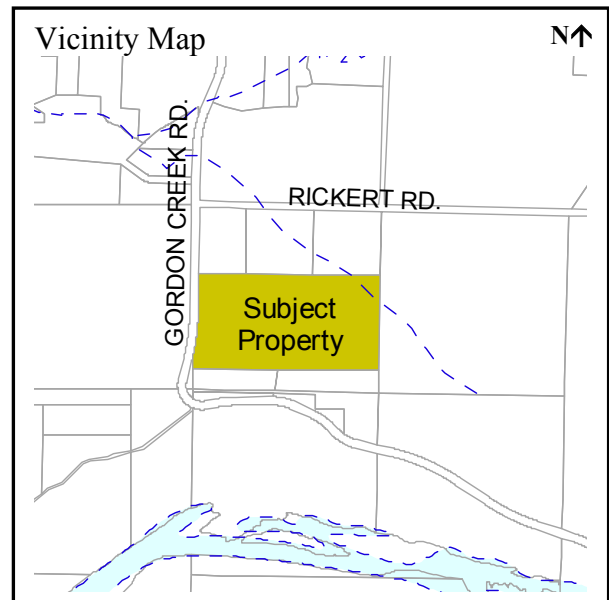 Vicinity Map
N↑
GORDON CREEK RD.
RICKERT RD.
Subject
Property